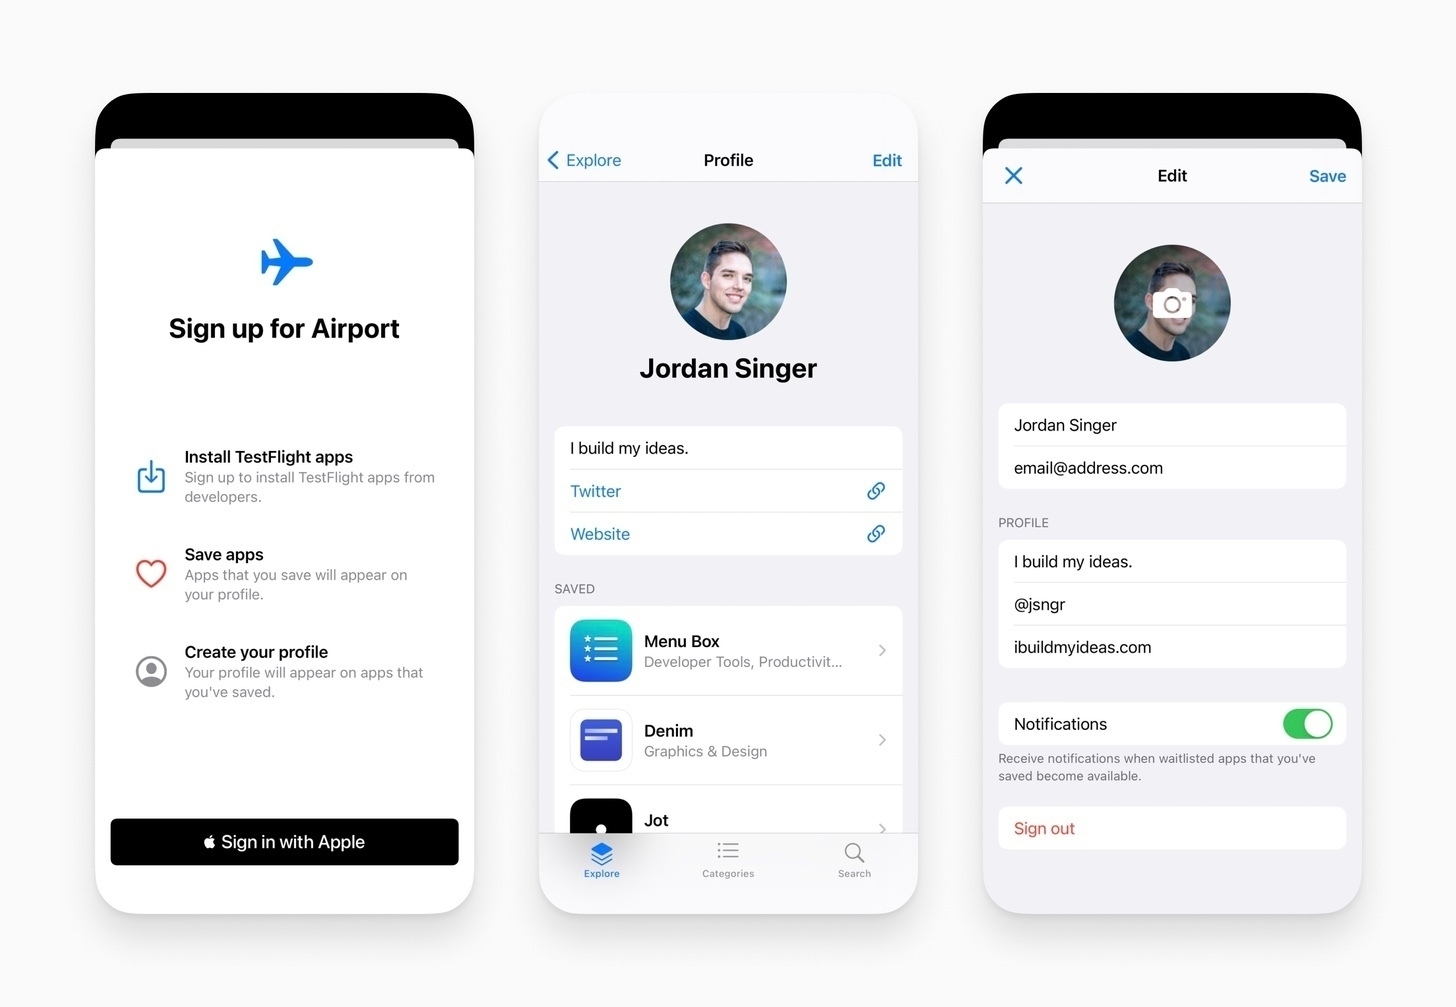 Sign up for Airport
Install TestFlight apps
Sign up to install TestFlight apps from
developers.
Save apps
Apps that you save will appear on
your profile.
Create your profile
Your profile will appear on apps that
you've saved.
Sign in with Apple
Explore
Profile
Edit
Jordan Singer
I build my ideas.
Twitter
Website
SAVED
Menu Box
Developer Tools, Productivit...
Denim
Graphics & Design
Jot
Explore
Categories
Search
Edit
Save
Jordan Singer
email@address.com
PROFILE
I build my ideas.
@jsngr
ibuildmyideas.com
Notifications
Receive notifications when waitlisted apps that you've
saved become available.
Sign out